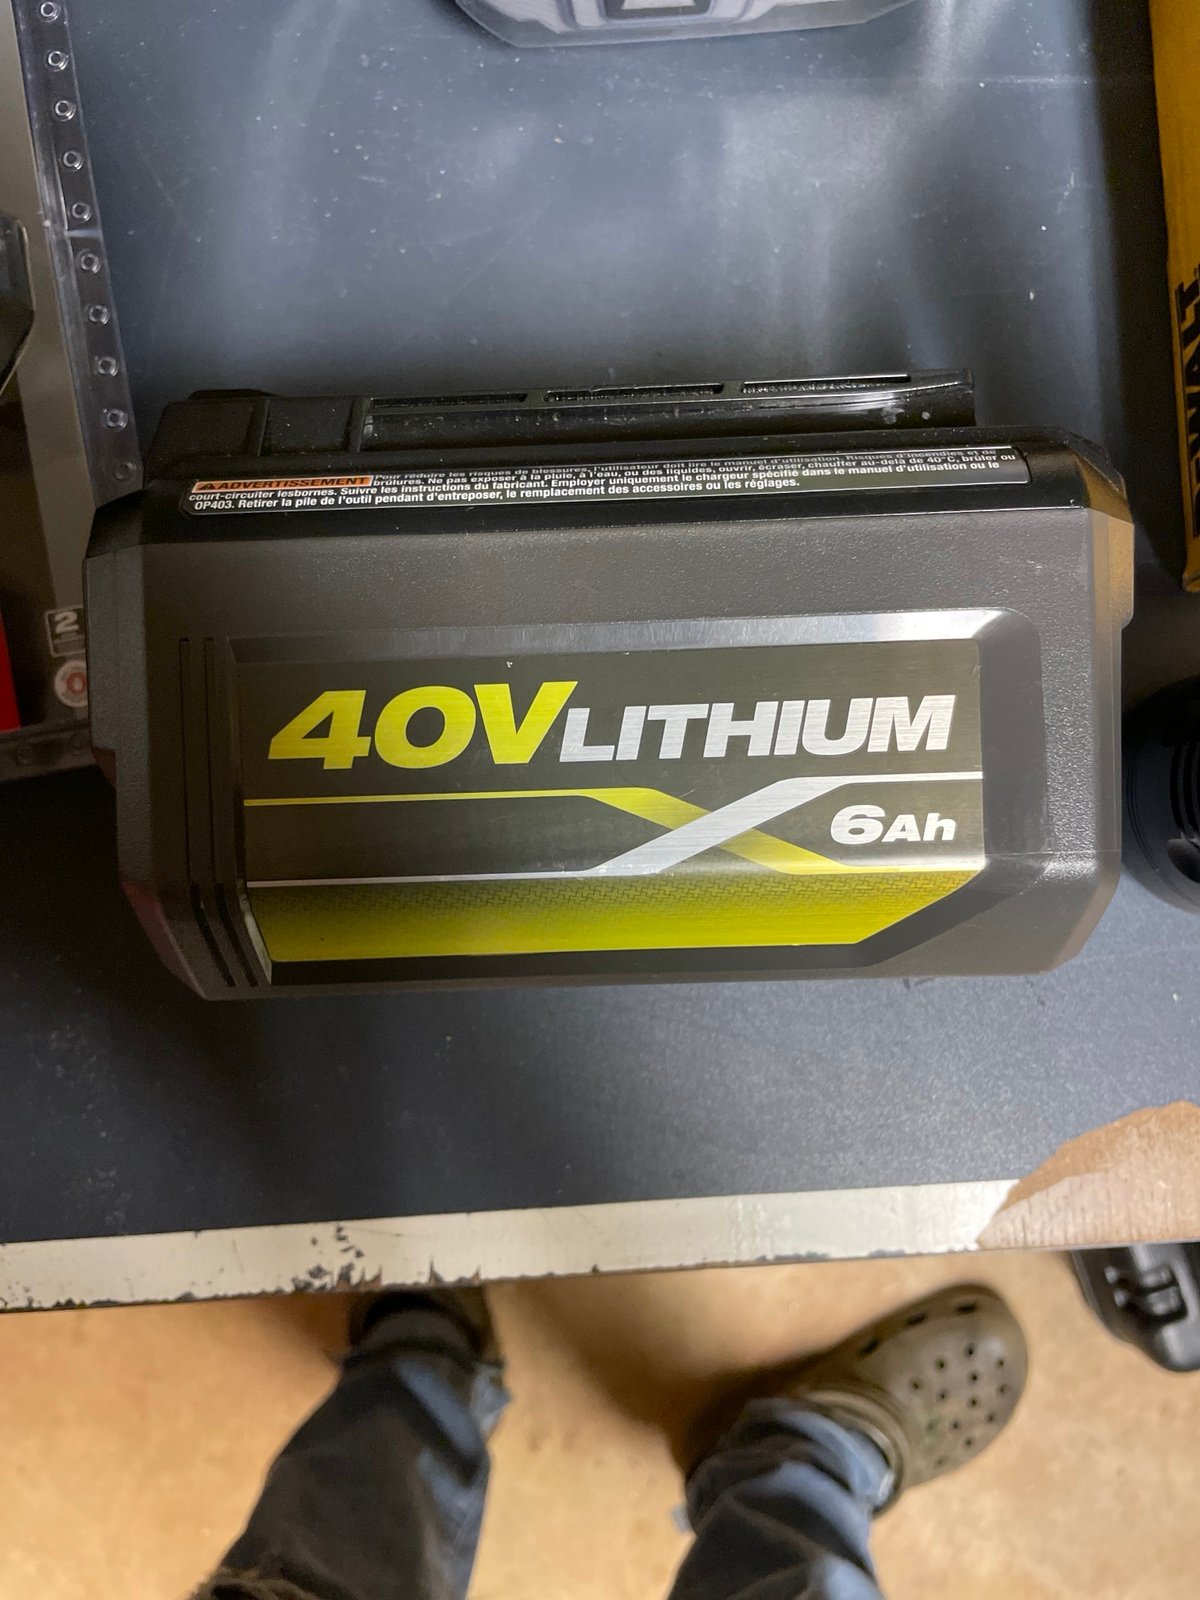 ⚠ ADVERTISSEMENT Pour réduire les risques de blessures, l'utilisateur doit lire le manuel d'utilisation. Risques d'incendies et de
brûlures. Ne pas exposer à la pluie, à l'eau, ou des liquides, ouvrir, écraser, chauffer au-delà de 40°C, brûler ou
court-circuiter lesbornes. Suivre les instructions du fabricant. Employer uniquement le chargeur spécifié dans le manuel d'utilisation ou le
OP403. Retirer la pile de l'outil pendant d'entreposer, le remplacement des accessoires ou les réglages.
40V LITHIUM
6Ah
2